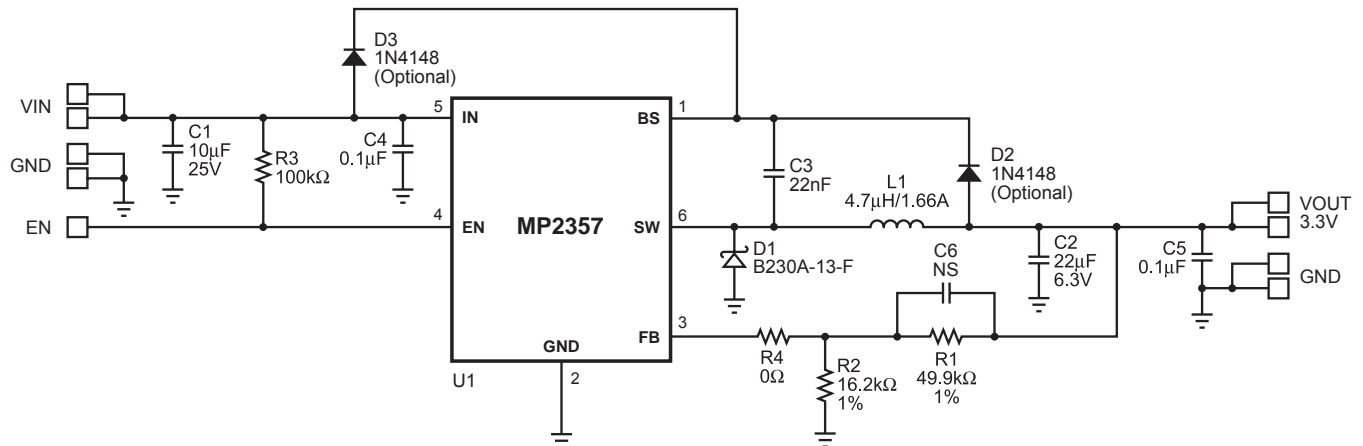 D3
1N4148
(Optional)
VIN
5
IN
BS
1
C1
10µF
25V
C4
0.1µF
GND
R3
100kΩ
C3
22nF
D2
1N4148
(Optional)
L1
4.7µH/1.66A
EN
4
EN
MP2357
SW
6
VOUT
3.3V
D1
B230A-13-F
C6
NS
C2
22µF
6.3V
C5
0.1µF
GND
FB
3
GND
2
U1
R4
0Ω
R2
16.2kΩ
1%
R1
49.9kΩ
1%